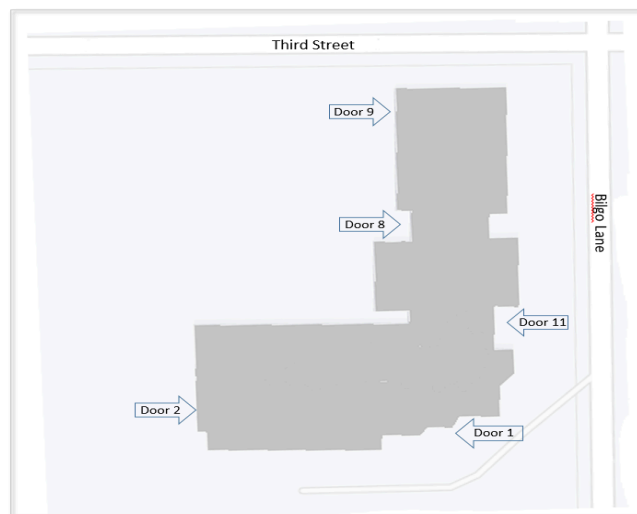 Third Street
Door 9
Bilgo Lane
Door 8
Door 11
Door 2
Door 1